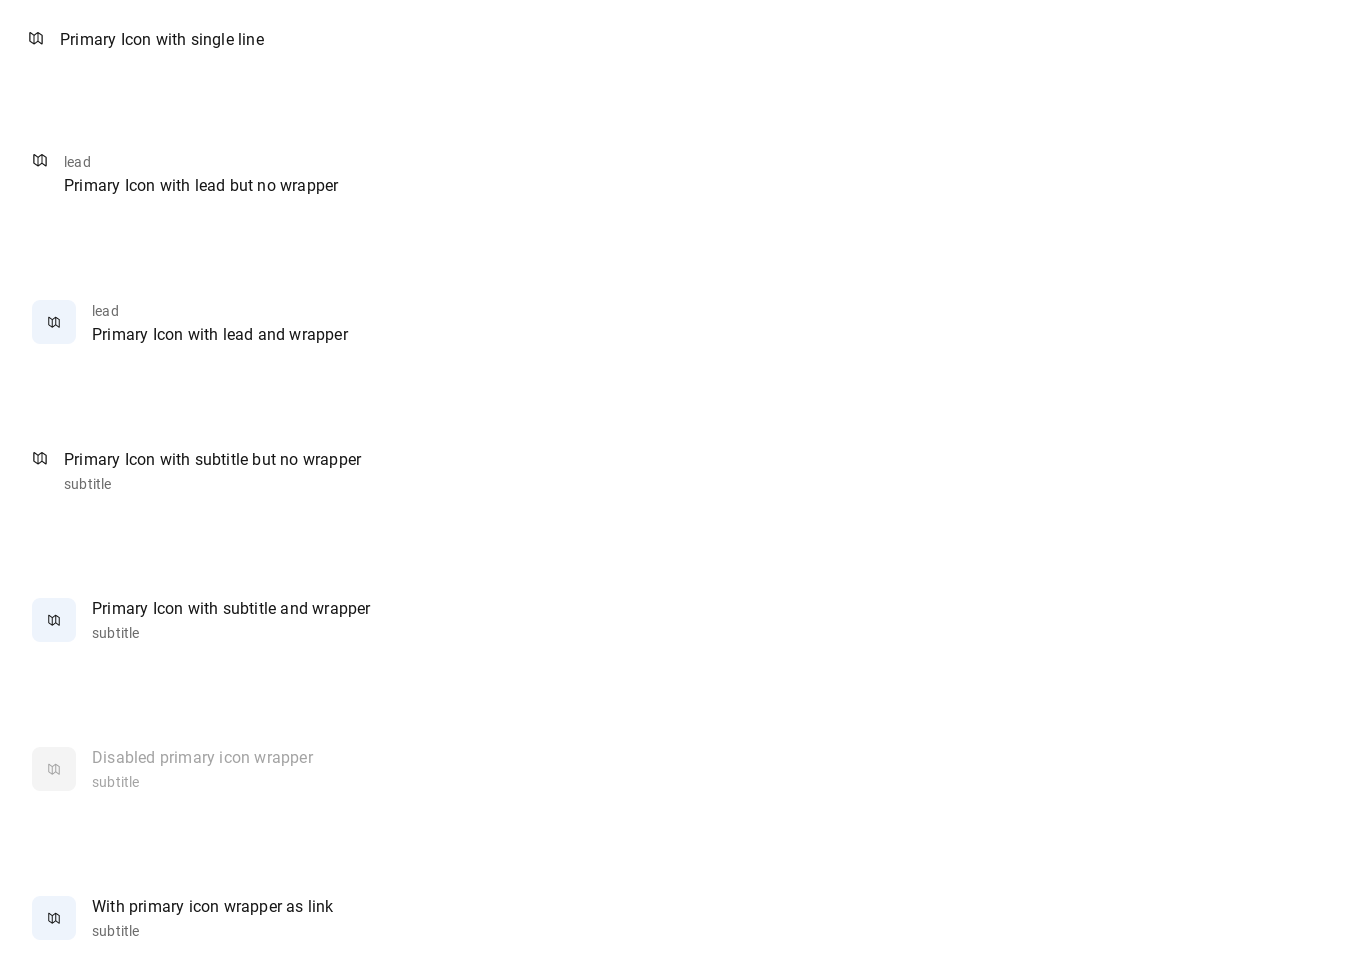 Primary Icon with single line
lead
Primary Icon with lead but no wrapper
lead
Primary Icon with lead and wrapper
Primary Icon with subtitle but no wrapper
subtitle
Primary Icon with subtitle and wrapper
subtitle
Disabled primary icon wrapper
subtitle
With primary icon wrapper as link
subtitle